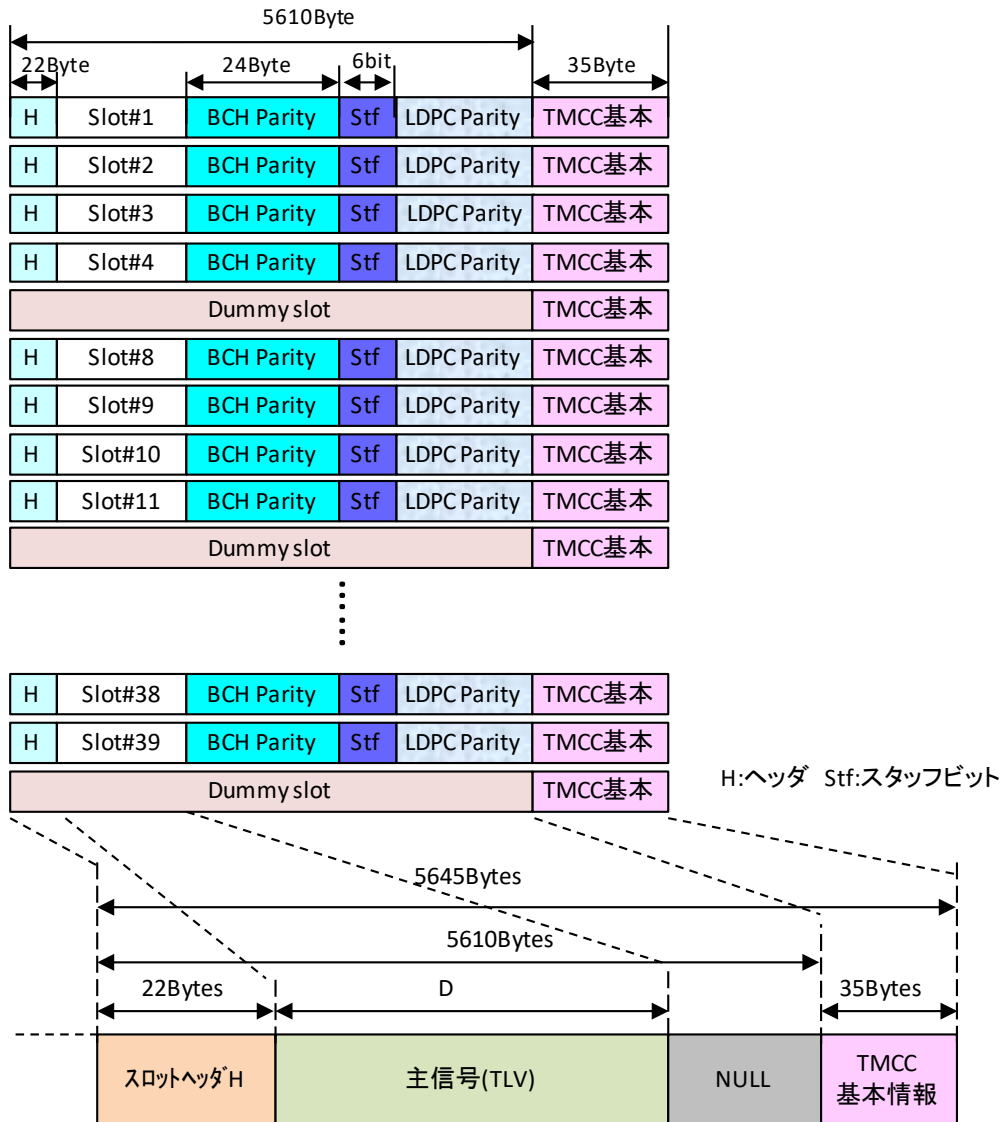 5610Byte
22Byte 24Byte 6bit 35Byte
H Slot#1 BCH Parity Stf LDPC Parity TMCC基本
H Slot#2 BCH Parity Stf LDPC Parity TMCC基本
H Slot#3 BCH Parity Stf LDPC Parity TMCC基本
H Slot#4 BCH Parity Stf LDPC Parity TMCC基本
Dummy slot TMCC基本
H Slot#8 BCH Parity Stf LDPC Parity TMCC基本
H Slot#9 BCH Parity Stf LDPC Parity TMCC基本
H Slot#10 BCH Parity Stf LDPC Parity TMCC基本
H Slot#11 BCH Parity Stf LDPC Parity TMCC基本
Dummy slot TMCC基本
H Slot#38 BCH Parity Stf LDPC Parity TMCC基本
H Slot#39 BCH Parity Stf LDPC Parity TMCC基本
Dummy slot TMCC基本
H:ヘッダ Stf:スタッフビット
5645Bytes
5610Bytes
22Bytes D 35Bytes
スロットヘッダH 主信号(TLV) NULL TMCC
基本情報